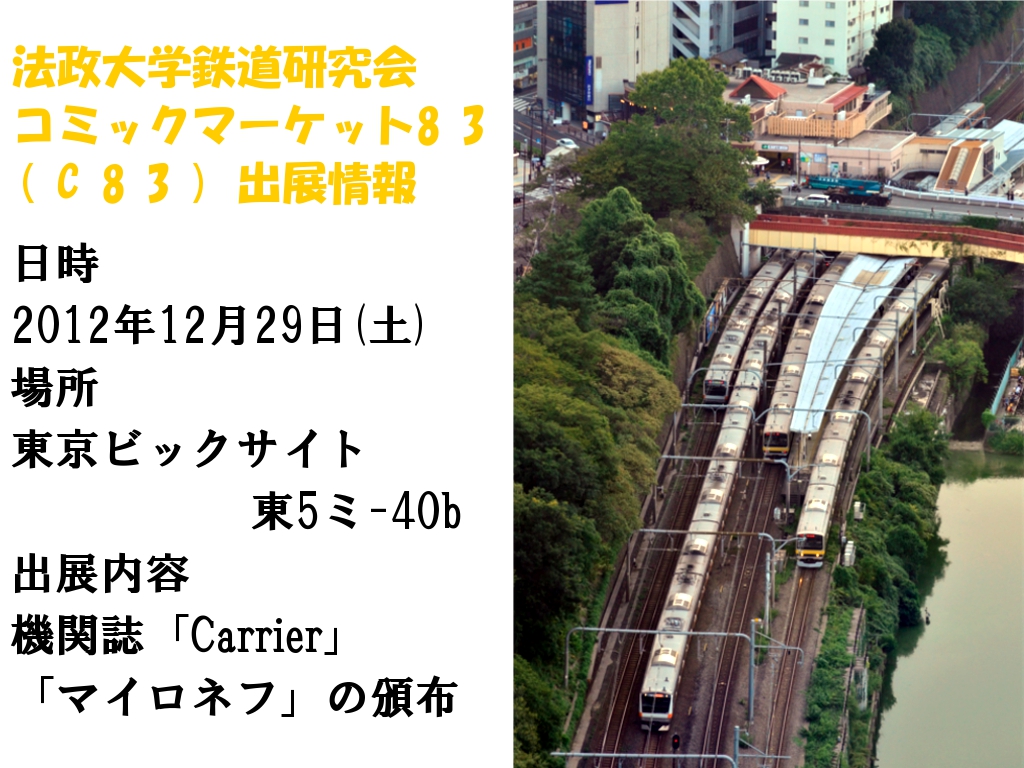 法政大学鉄道研究会
コミックマーケット83
(C83) 出展情報
日時
2012年12月29日(土)
場所
東京ビックサイト
東5ミ-40b
出展内容
機関誌「Carrier」
「マイロネフ」の頒布